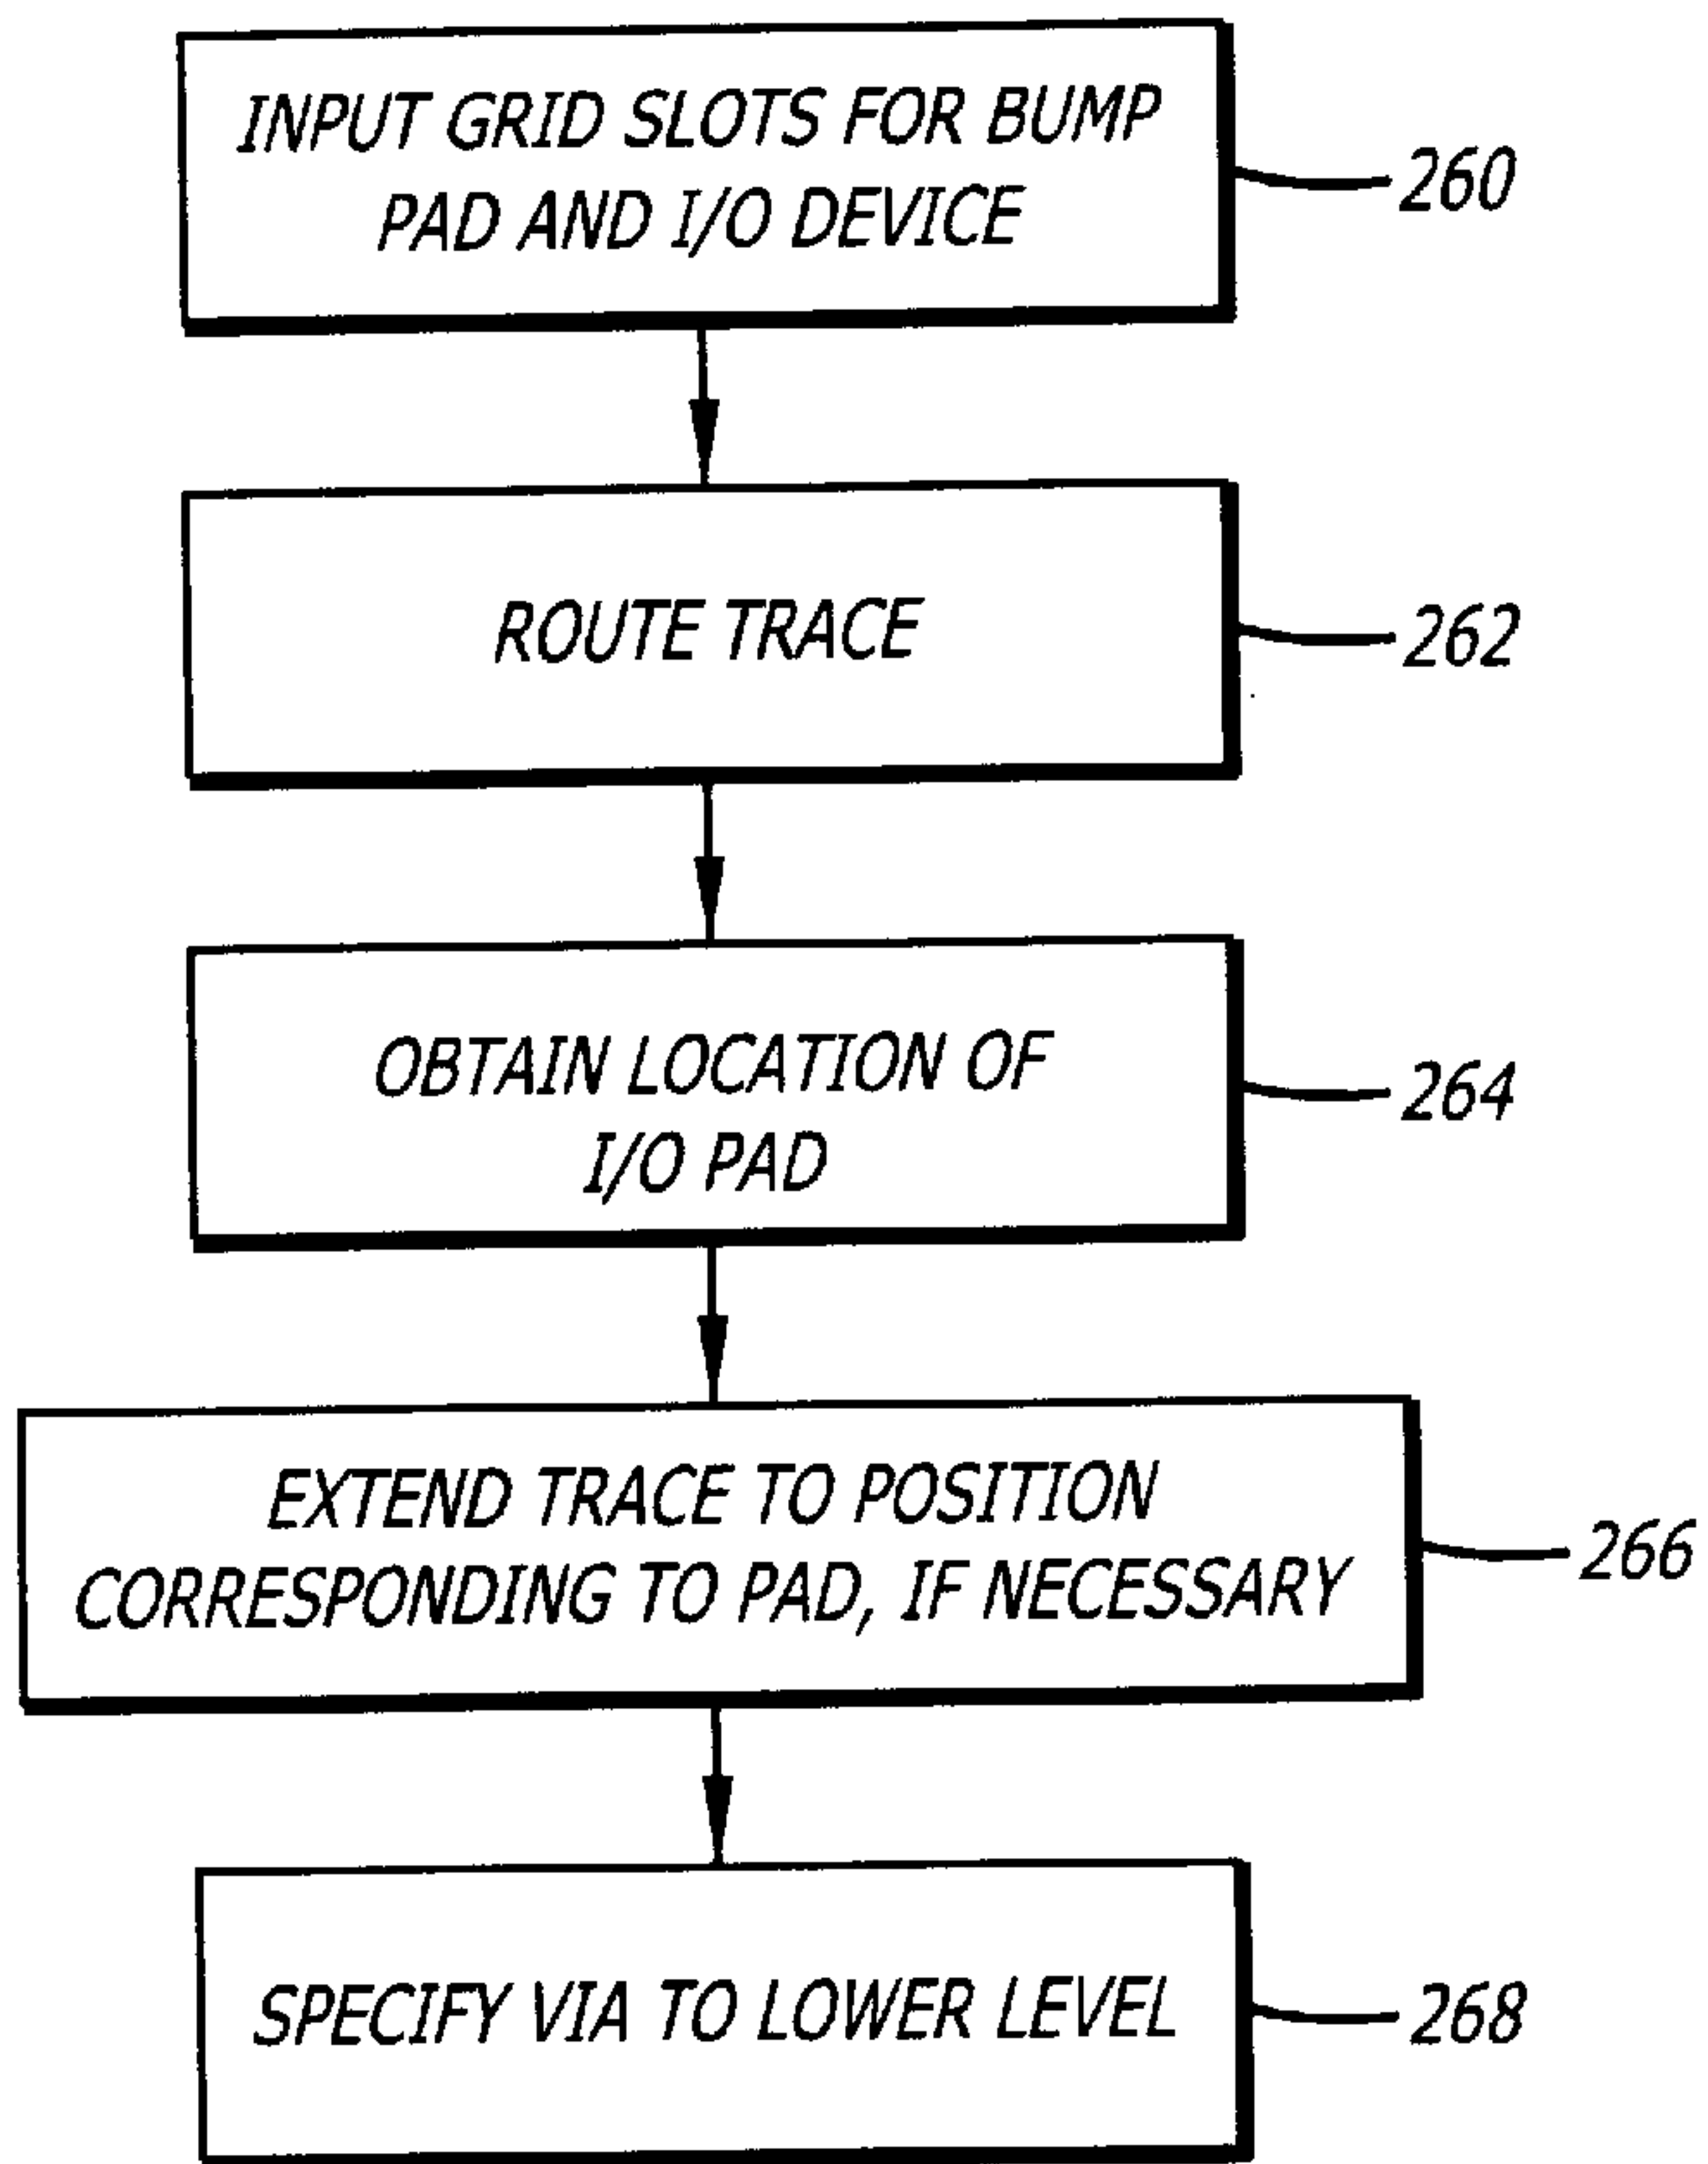 INPUT GRID SLOTS FOR BUMP
PAD AND I/O DEVICE
260
ROUTE TRACE
262
OBTAIN LOCATION OF
I/O PAD
264
EXTEND TRACE TO POSITION
CORRESPONDING TO PAD, IF NECESSARY
266
SPECIFY VIA TO LOWER LEVEL
268